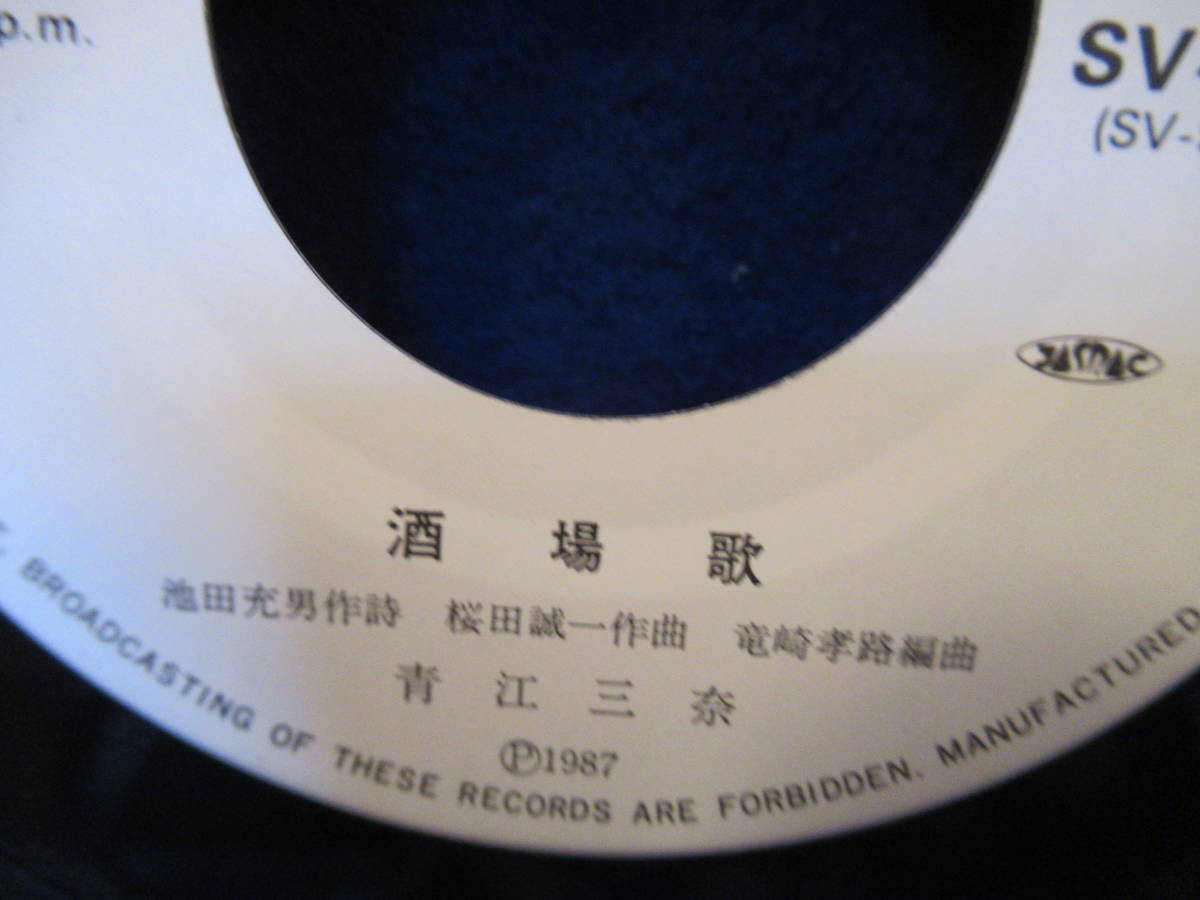 p.m.
SV-
(SV-
JASRAC
酒場歌
池田充男作詩 桜田誠一作曲 竜崎孝路編曲
青江三奈
Ⓟ1987
BROADCASTING OF THESE RECORDS ARE FORBIDDEN. MANUFACTURED